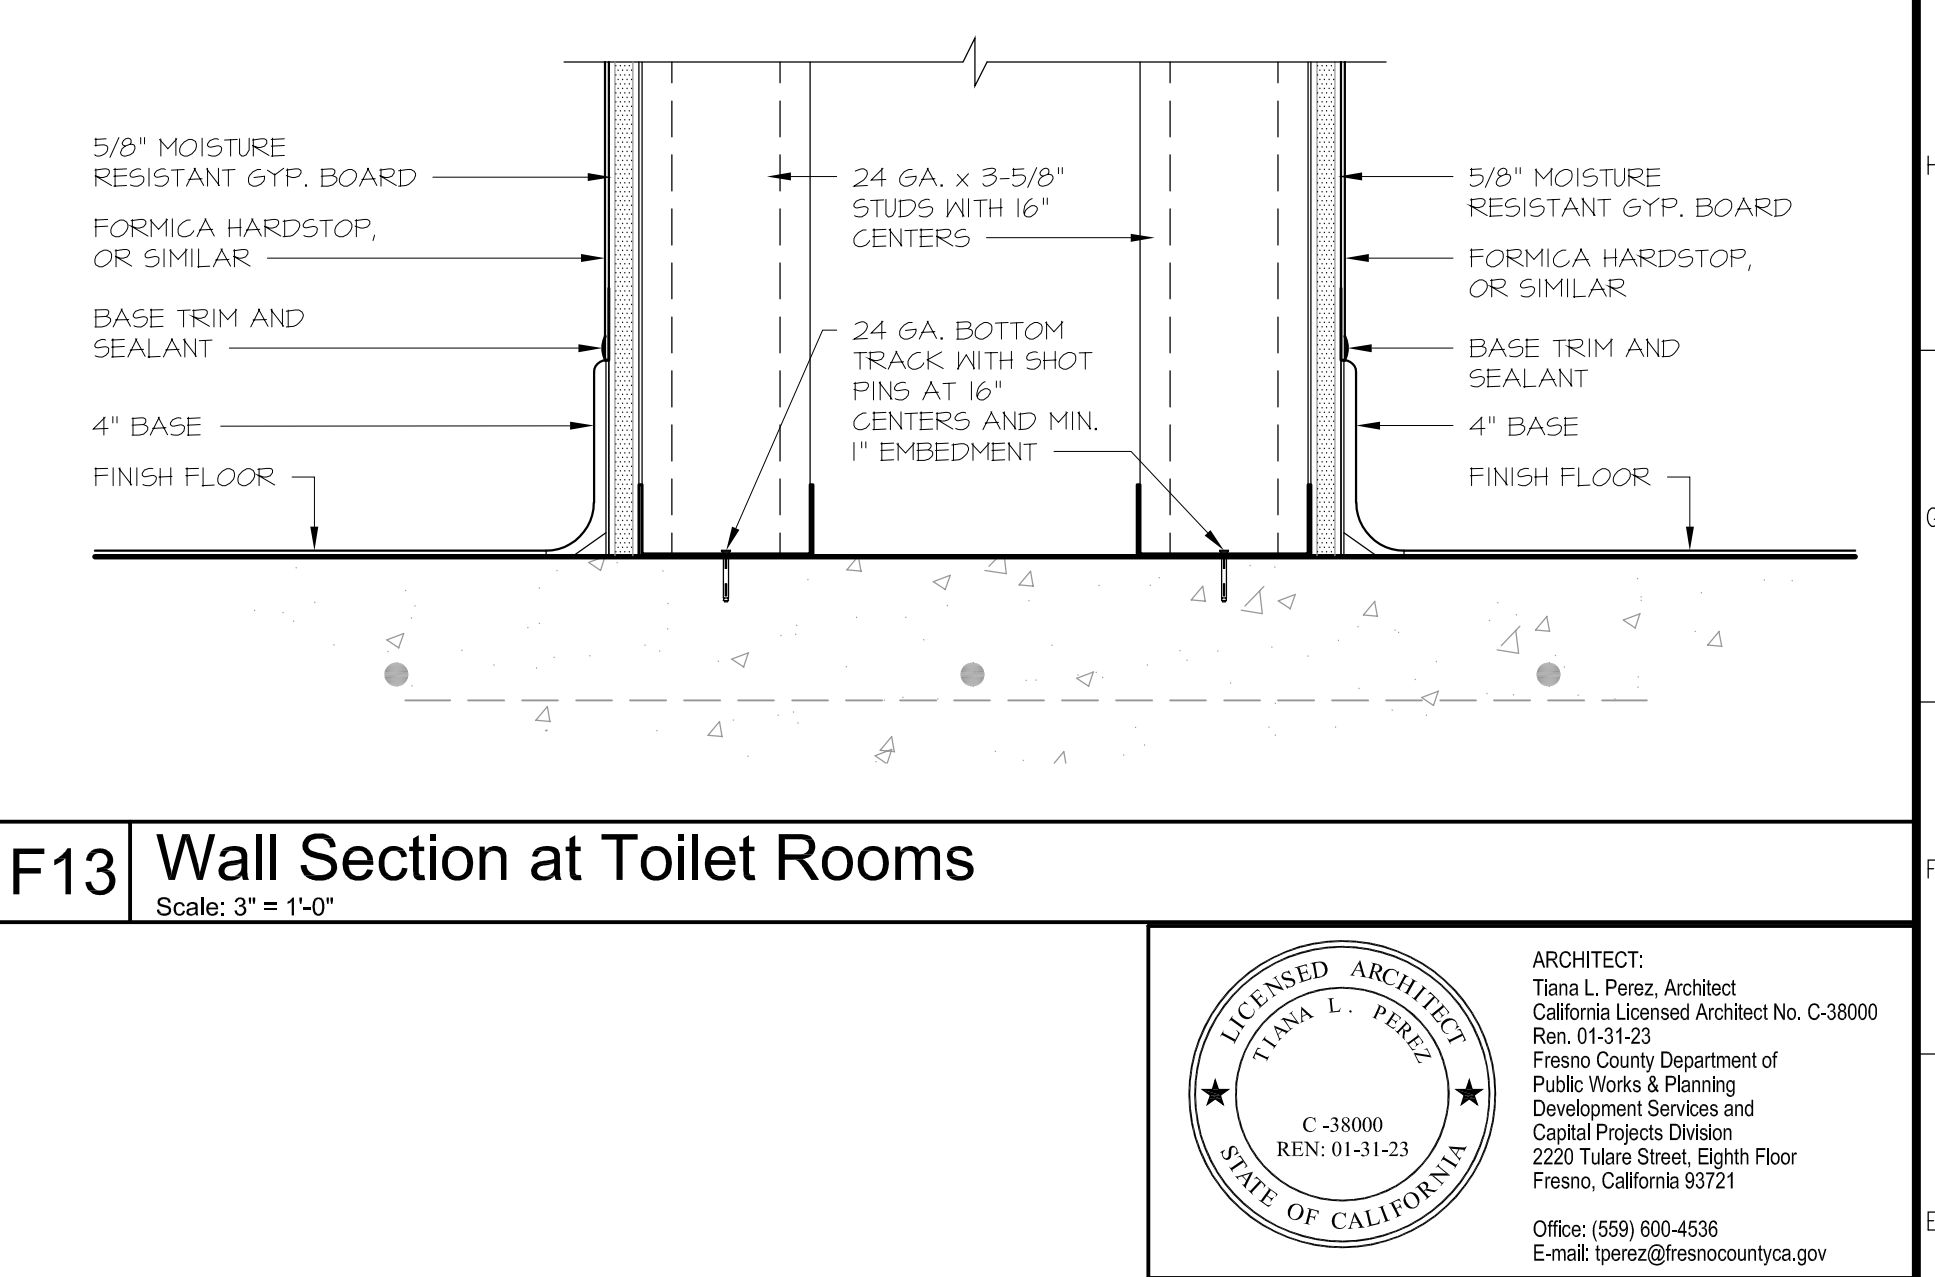 5/8" MOISTURE
RESISTANT GYP. BOARD
FORMICA HARDSTOP,
OR SIMILAR
BASE TRIM AND
SEALANT
4" BASE
FINISH FLOOR
24 GA. x 3-5/8"
STUDS WITH 16"
CENTERS
24 GA. BOTTOM
TRACK WITH SHOT
PINS AT 16"
CENTERS AND MIN.
1" EMBEDMENT
5/8" MOISTURE
RESISTANT GYP. BOARD
FORMICA HARDSTOP,
OR SIMILAR
BASE TRIM AND
SEALANT
4" BASE
FINISH FLOOR
F13
Wall Section at Toilet Rooms
Scale: 3" = 1'-0"
LICENSED ARCHITECT
TIANA L. PEREZ
C -38000
REN: 01-31-23
STATE OF CALIFORNIA
ARCHITECT:
Tiana L. Perez, Architect
California Licensed Architect No. C-38000
Ren. 01-31-23
Fresno County Department of
Public Works & Planning
Development Services and
Capital Projects Division
2220 Tulare Street, Eighth Floor
Fresno, California 93721
Office: (559) 600-4536
E-mail: tperez@fresnocountyca.gov